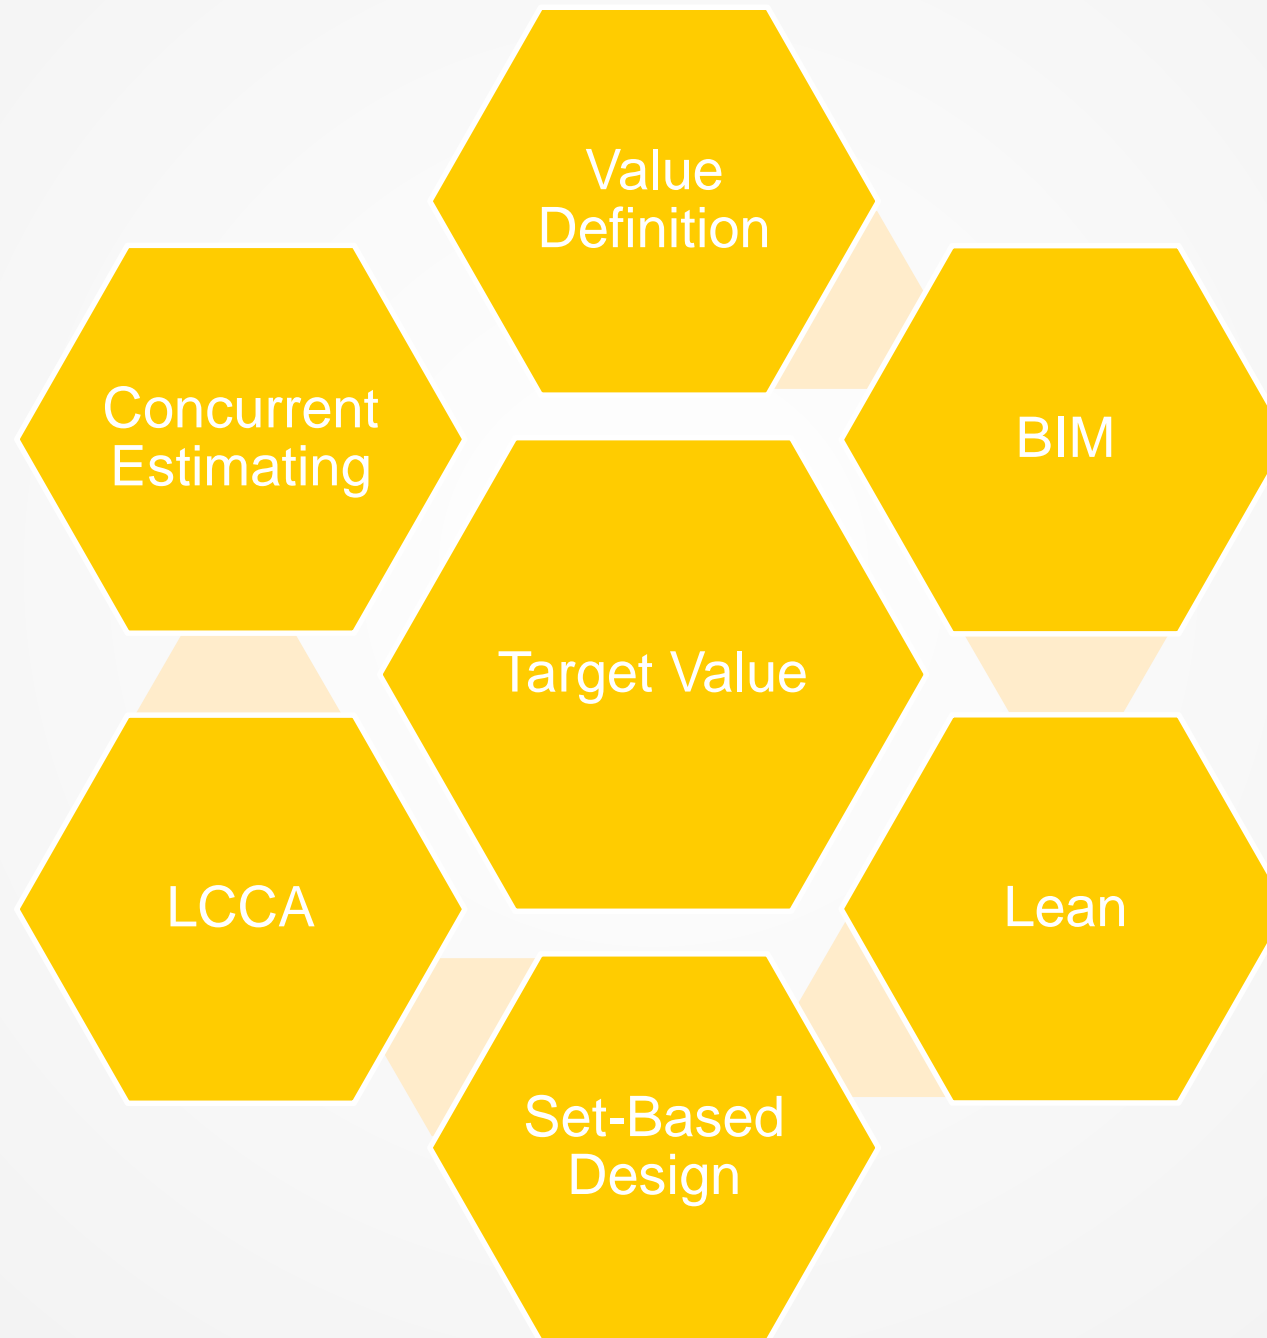 Value
Definition
Concurrent
Estimating
BIM
Target Value
LCCA
Lean
Set-Based
Design